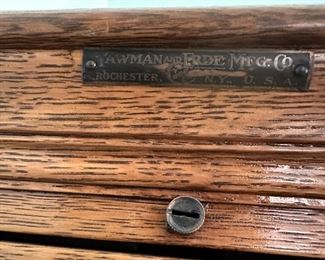 YAWMAN AND ERBE MFG. CO.
ROCHESTER, N.Y., U.S.A.